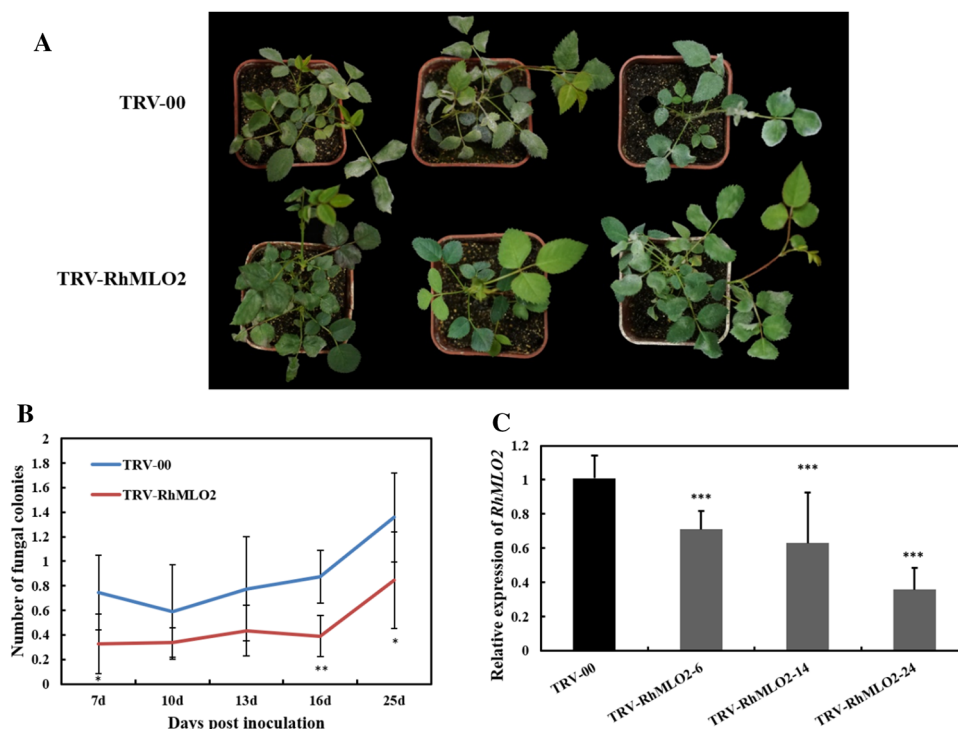 A
TRV-00
TRV-RhMLO2
B
Number of fungal colonies
2
1.8
1.6
1.4
1.2
1
0.8
0.6
0.4
0.2
0
TRV-00
TRV-RhMLO2
*
**
*
7d 10d 13d 16d 25d
Days post inoculation
C
Relative expression of RhMLO2
1.2
1
0.8
0.6
0.4
0.2
0
***
***
***
TRV-00
TRV-RhMLO2-6
TRV-RhMLO2-14
TRV-RhMLO2-24